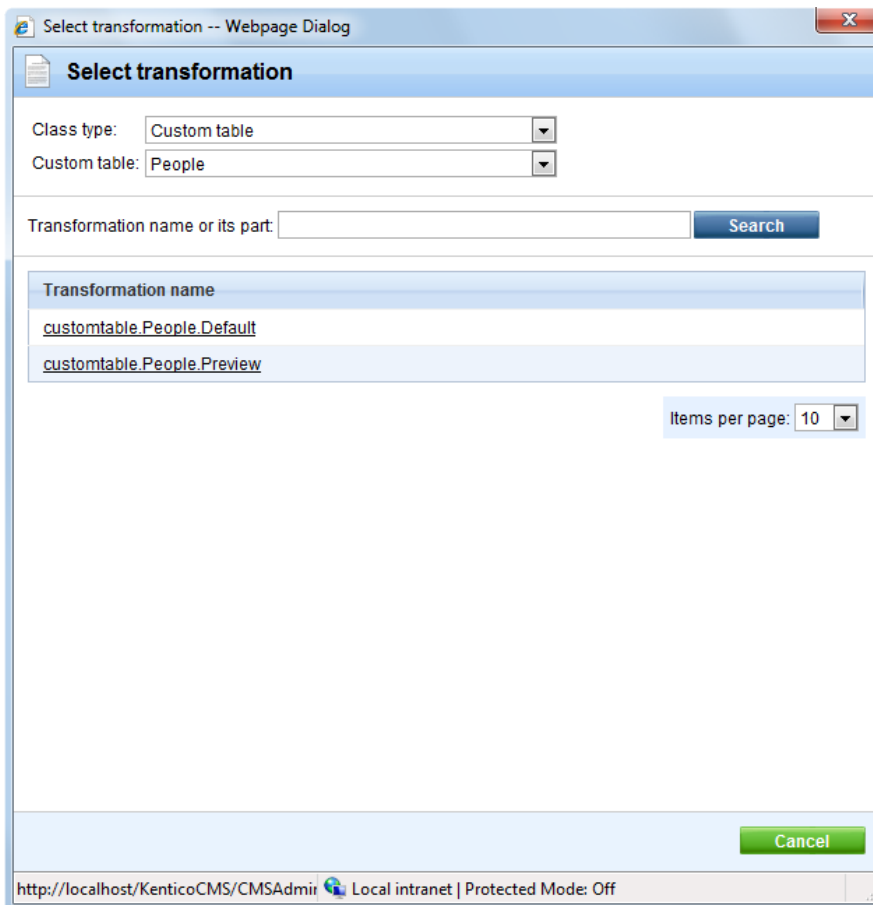 Select transformation -- Webpage Dialog
Select transformation
Class type: Custom table
Custom table: People
Transformation name or its part: Search
Transformation name
customtable.People.Default
customtable.People.Preview
Items per page: 10
Cancel
http://localhost/KenticoCMS/CMSAdmir Local intranet | Protected Mode: Off